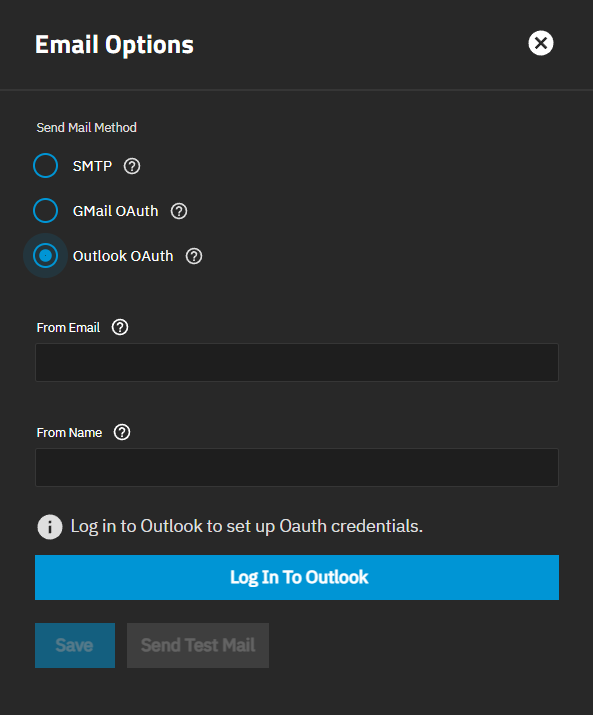 Email Options
Send Mail Method
SMTP
GMail OAuth
Outlook OAuth
From Email
From Name
Log in to Outlook to set up Oauth credentials.
Log In To Outlook
Save Send Test Mail